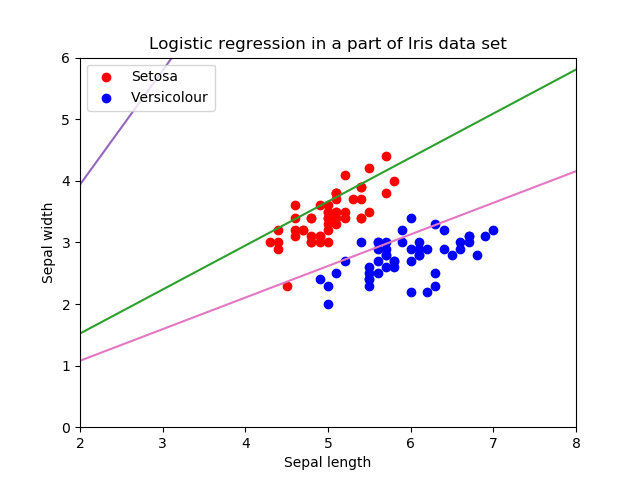 Logistic regression in a part of Iris data set
Setosa
Versicolour
6
5
4
3
2
1
0
Sepal width
2 3 4 5 6 7 8
Sepal length